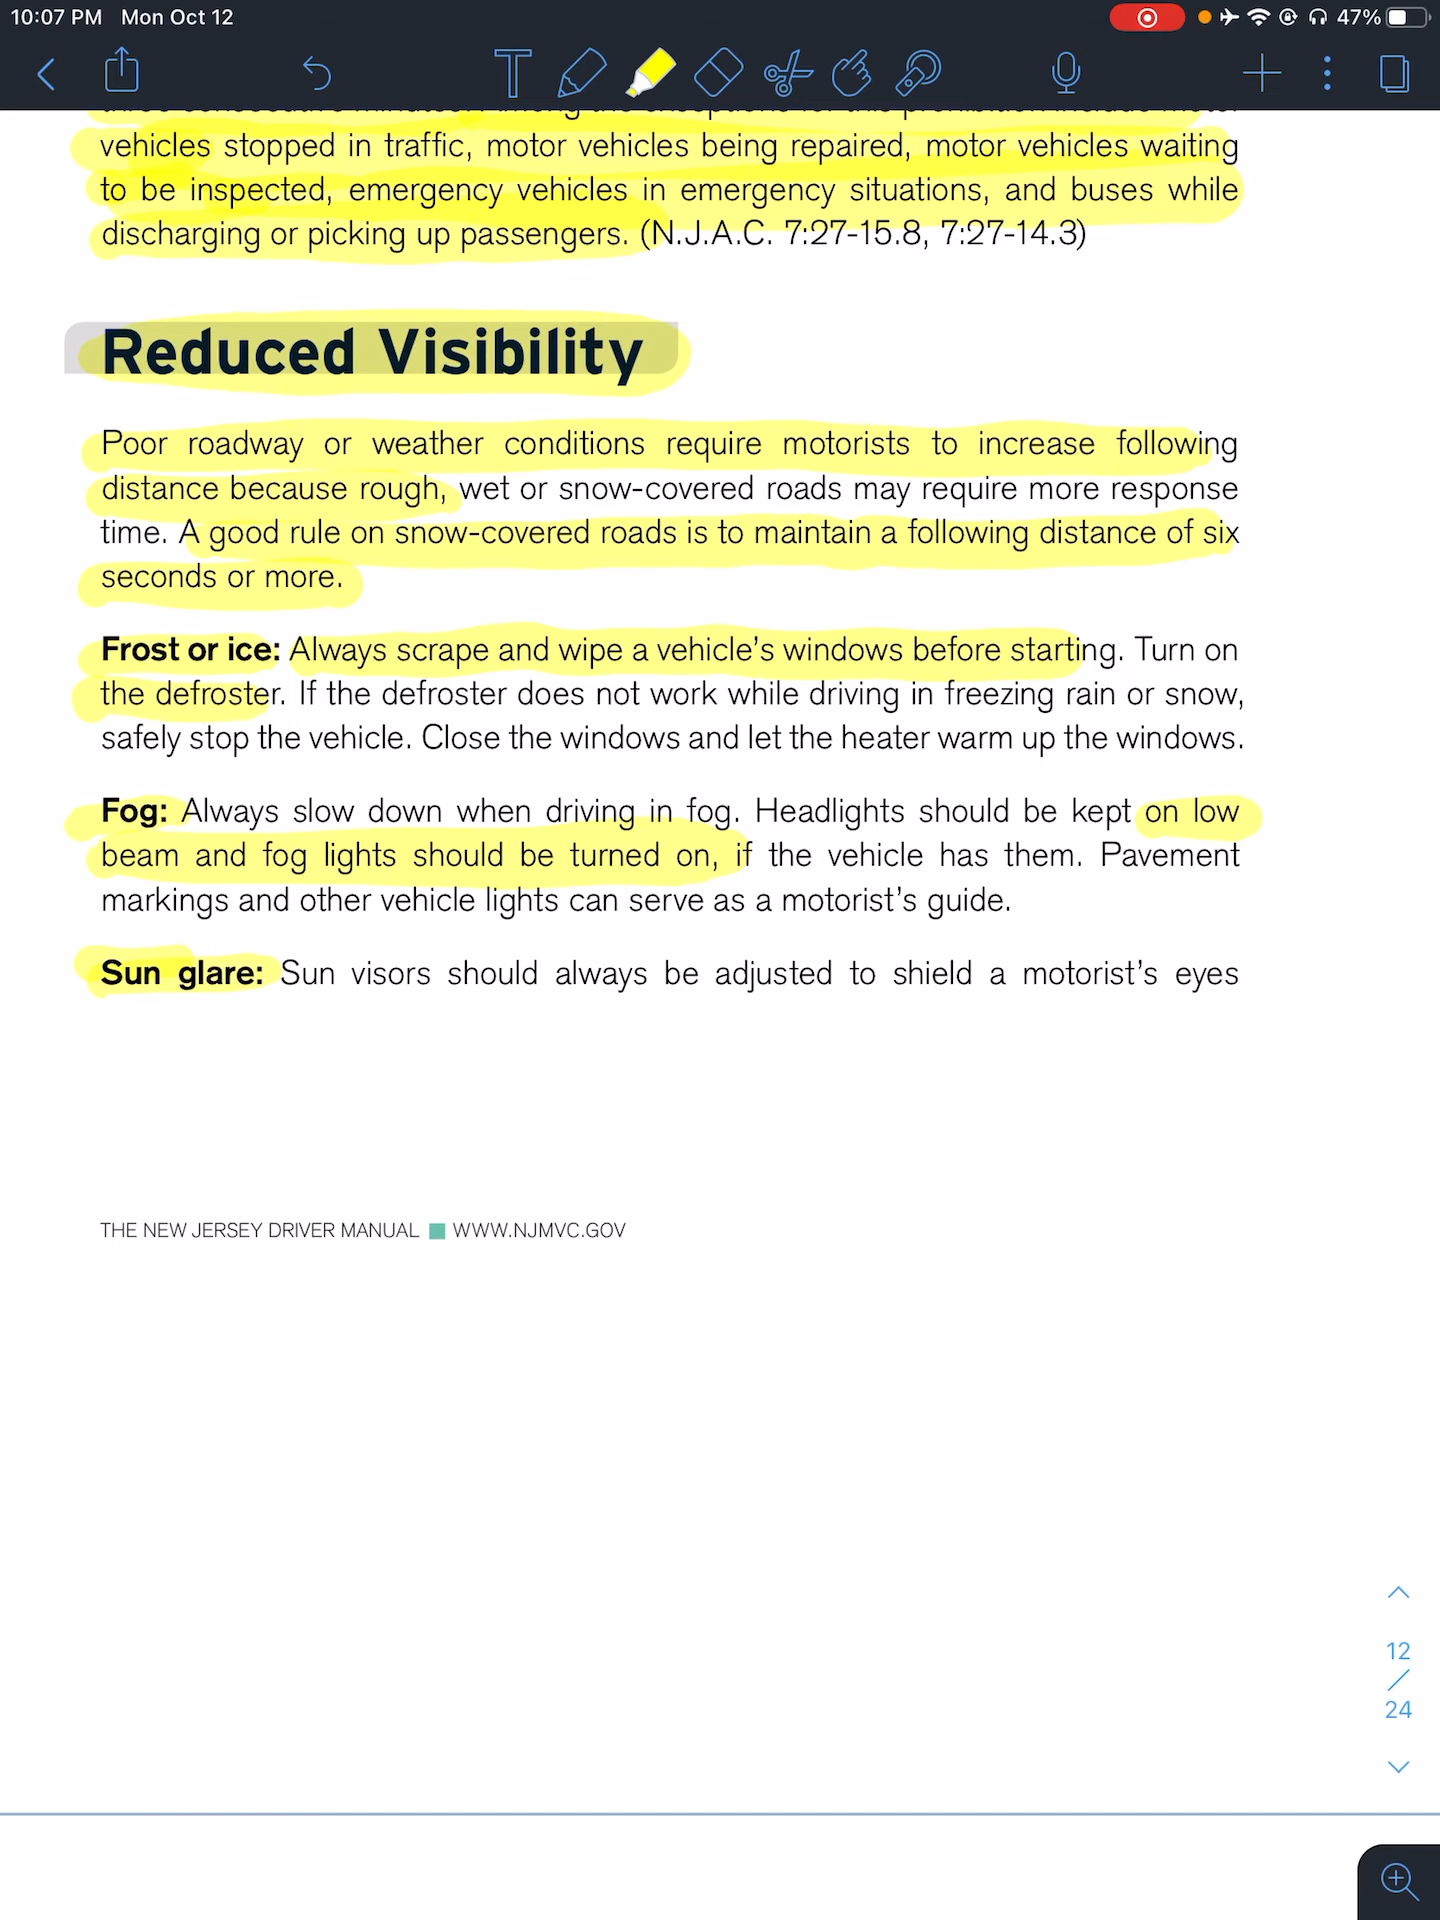 10:07 PM Mon Oct 12
47%
vehicles stopped in traffic, motor vehicles being repaired, motor vehicles waiting
to be inspected, emergency vehicles in emergency situations, and buses while
discharging or picking up passengers. (N.J.A.C. 7:27-15.8, 7:27-14.3)
Reduced Visibility
Poor roadway or weather conditions require motorists to increase following
distance because rough, wet or snow-covered roads may require more response
time. A good rule on snow-covered roads is to maintain a following distance of six
seconds or more.
Frost or ice: Always scrape and wipe a vehicle’s windows before starting. Turn on
the defroster. If the defroster does not work while driving in freezing rain or snow,
safely stop the vehicle. Close the windows and let the heater warm up the windows.
Fog: Always slow down when driving in fog. Headlights should be kept on low
beam and fog lights should be turned on, if the vehicle has them. Pavement
markings and other vehicle lights can serve as a motorist’s guide.
Sun glare: Sun visors should always be adjusted to shield a motorist’s eyes
THE NEW JERSEY DRIVER MANUAL WWW.NJMVC.GOV
12
/
24